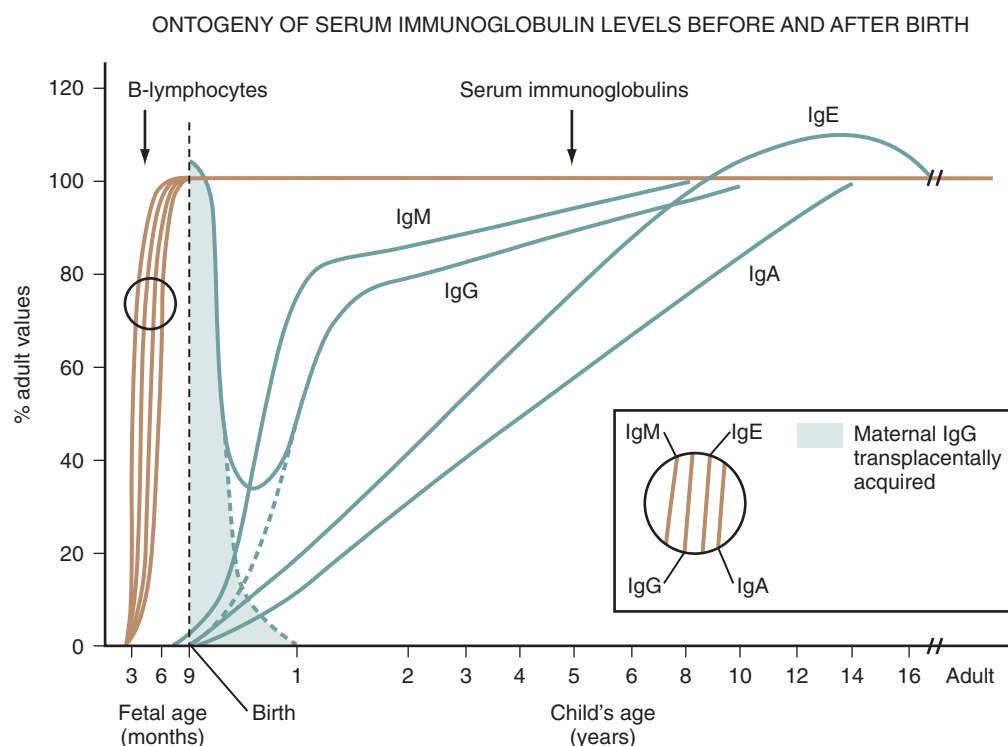 ONTOGENY OF SERUM IMMUNOGLOBULIN LEVELS BEFORE AND AFTER BIRTH
120
100
80
60
40
20
0
% adult values
B-lymphocytes
Serum immunoglobulins
IgE
IgM
IgG
IgA
IgM
IgE
IgG
IgA
Maternal IgG
transplacentally
acquired
3 6 9 1 2 3 4 5 6 8 10 12 14 16 Adult
Fetal age
(months)
Birth
Child's age
(years)